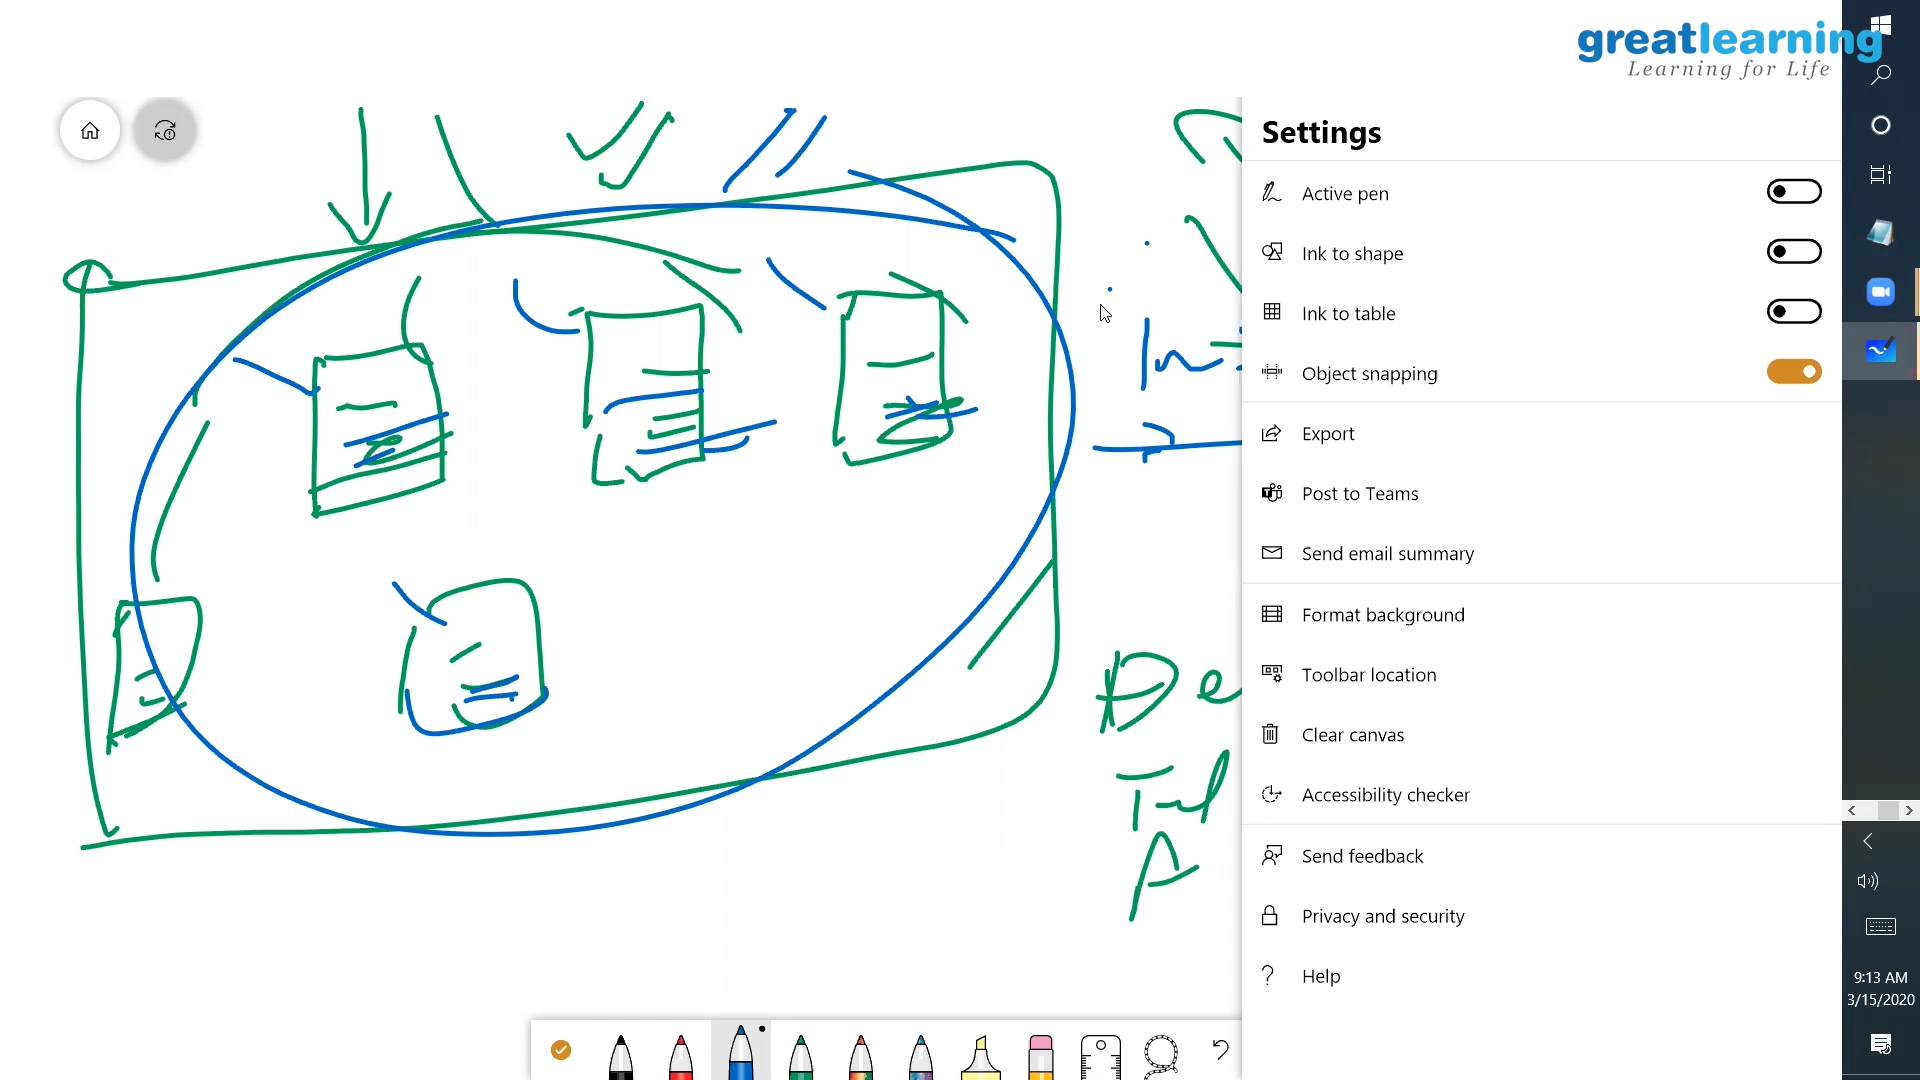 greatlearning
Learning for Life
Settings
Active pen
Ink to shape
Ink to table
Object snapping
Export
Post to Teams
Send email summary
Format background
Toolbar location
Clear canvas
Accessibility checker
Send feedback
Privacy and security
Help
9:13 AM
3/15/2020